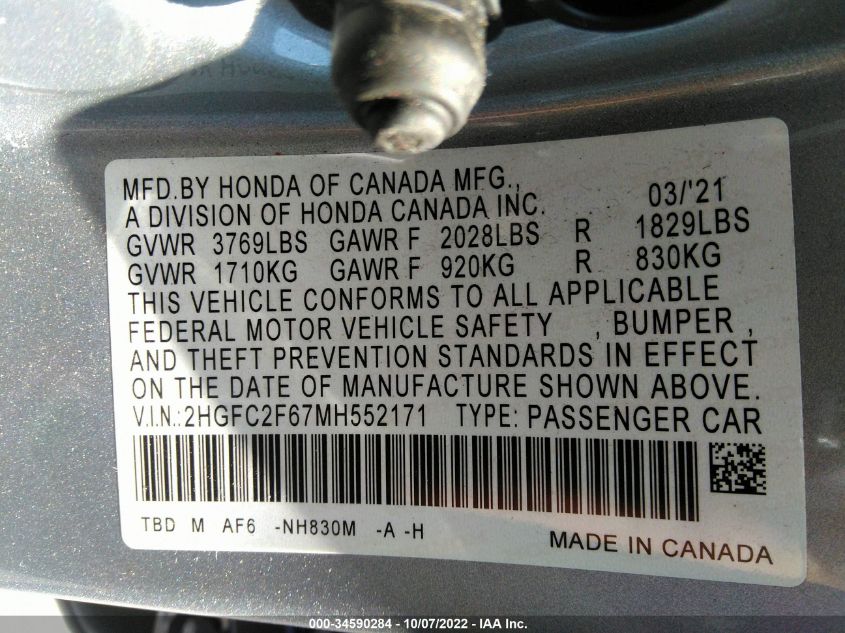 MFD.BY HONDA OF CANADA MFG., 03/'21
A DIVISION OF HONDA CANADA INC.
GVWR 3769LBS GAWR F 2028LBS R 1829LBS
GVWR 1710KG GAWR F 920KG R 830KG
THIS VEHICLE CONFORMS TO ALL APPLICABLE
FEDERAL MOTOR VEHICLE SAFETY , BUMPER ,
AND THEFT PREVENTION STANDARDS IN EFFECT
ON THE DATE OF MANUFACTURE SHOWN ABOVE.
V.I.N.:2HGFC2F67MH552171 TYPE: PASSENGER CAR
TBD M AF6 -NH830M -A -H
MADE IN CANADA
000-34590284 - 10/07/2022 - IAA Inc.